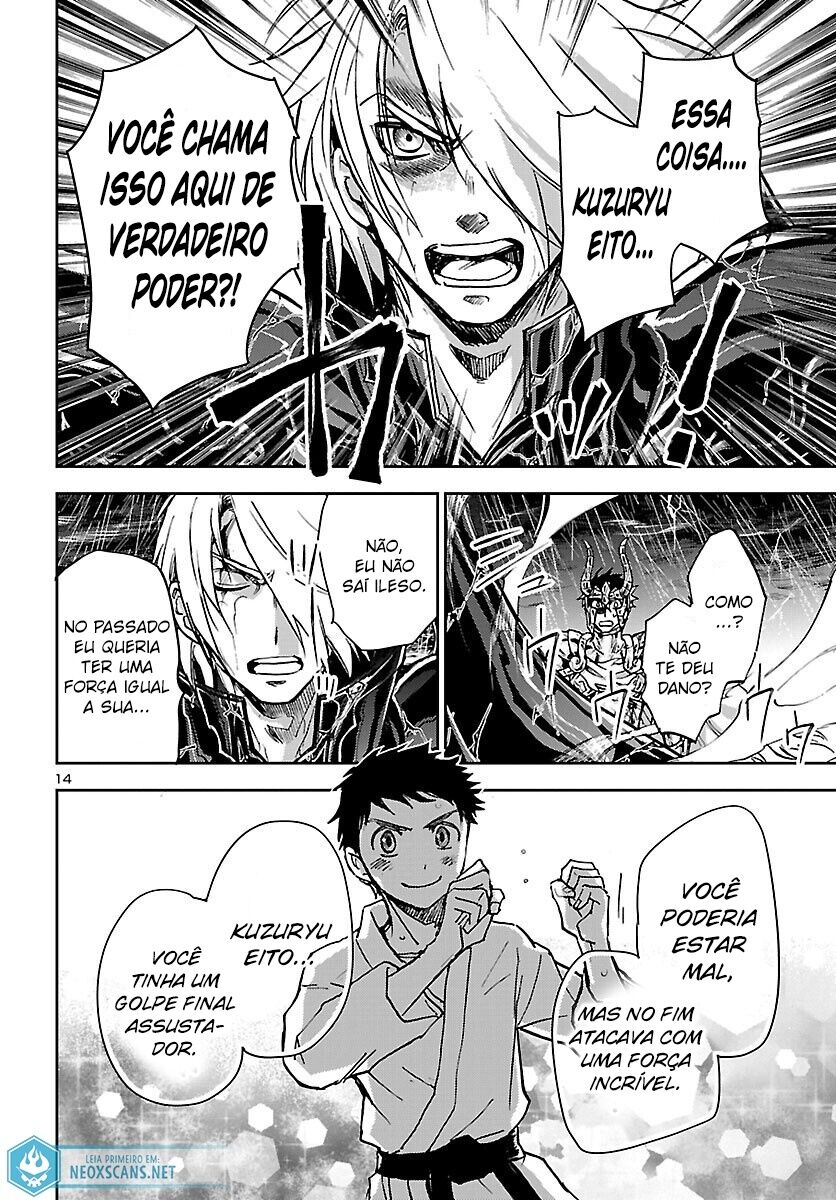 ESSA
COISA....
KUZURYU
EITO...
VOCÊ CHAMA
ISSO AQUI DE
VERDADEIRO
PODER?!
カッ!
COMO
...?
NÃO
TE DEU
DANO?
NÃO,
EU NÃO
SAÍ ILESO.
NO PASSADO
EU QUERIA
TER UMA
FORÇA IGUAL
A SUA...
14
VOCÊ
PODERIA
ESTAR
MAL,
MAS NO FIM
ATACAVA COM
UMA FORÇA
INCRÍVEL.
KUZURYU
EITO...
VOCÊ
TINHA UM
GOLPE FINAL
ASSUSTA-
DOR.
LEIA PRIMEIRO EM:
NEOXSCANS.NET